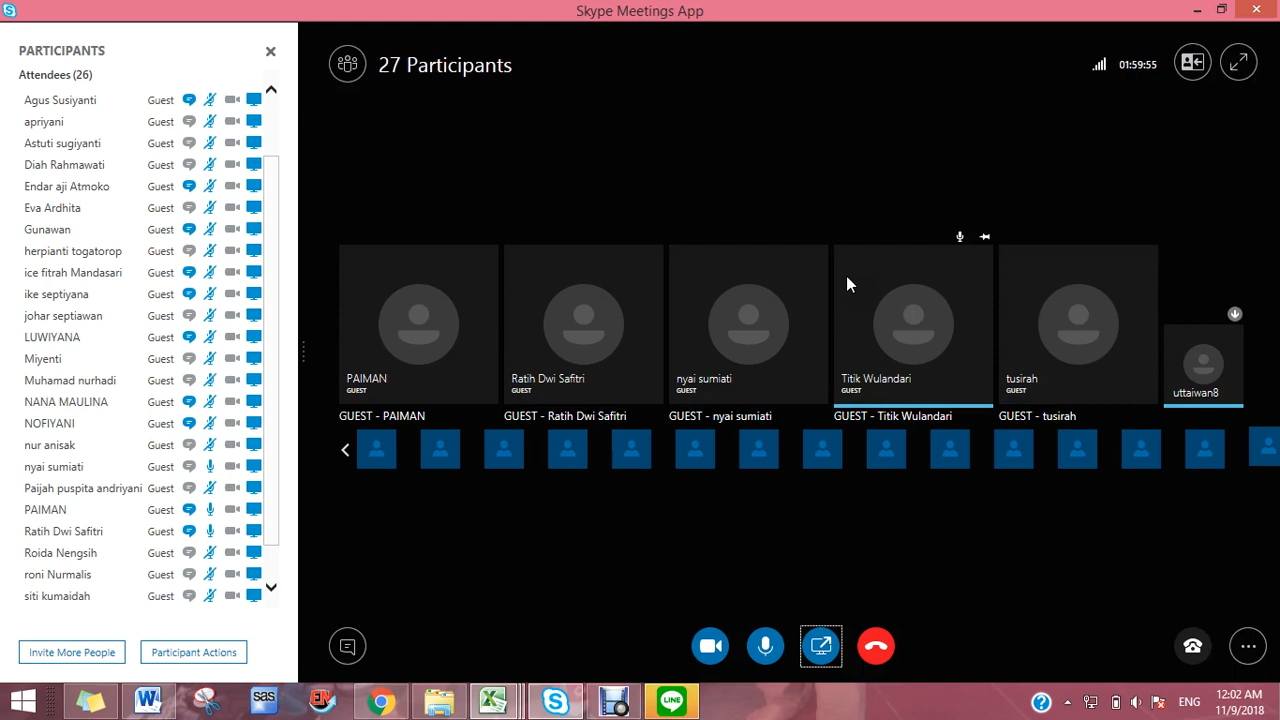 Skype Meetings App
PARTICIPANTS
Attendees (26)
Agus Susiyanti Guest
apriyani Guest
Astuti sugiyanti Guest
Diah Rahmawati Guest
Endar aji Atmoko Guest
Eva Ardhita Guest
Gunawan Guest
herpianti togatorop Guest
ice fitrah Mandasari Guest
ike septiyana Guest
johar septiawan Guest
LUWIYANA Guest
Miyenti Guest
Muhamad nurhadi Guest
NANA MAULINA Guest
NOFIYANI Guest
nur anisak Guest
nyai sumiati Guest
Paijah puspita andriyani Guest
PAIMAN Guest
Ratih Dwi Safitri Guest
Roida Nengsih Guest
roni Nurmalis Guest
siti kumaidah Guest
Invite More People
Participant Actions
27 Participants
01:59:55
PAIMAN
GUEST
GUEST - PAIMAN
Ratih Dwi Safitri
GUEST
GUEST - Ratih Dwi Safitri
nyai sumiati
GUEST
GUEST - nyai sumiati
Titik Wulandari
GUEST
GUEST - Titik Wulandari
tusirah
GUEST
GUEST - tusirah
uttaiwan8
sas
EN
LINE
ENG
12:02 AM
11/9/2018